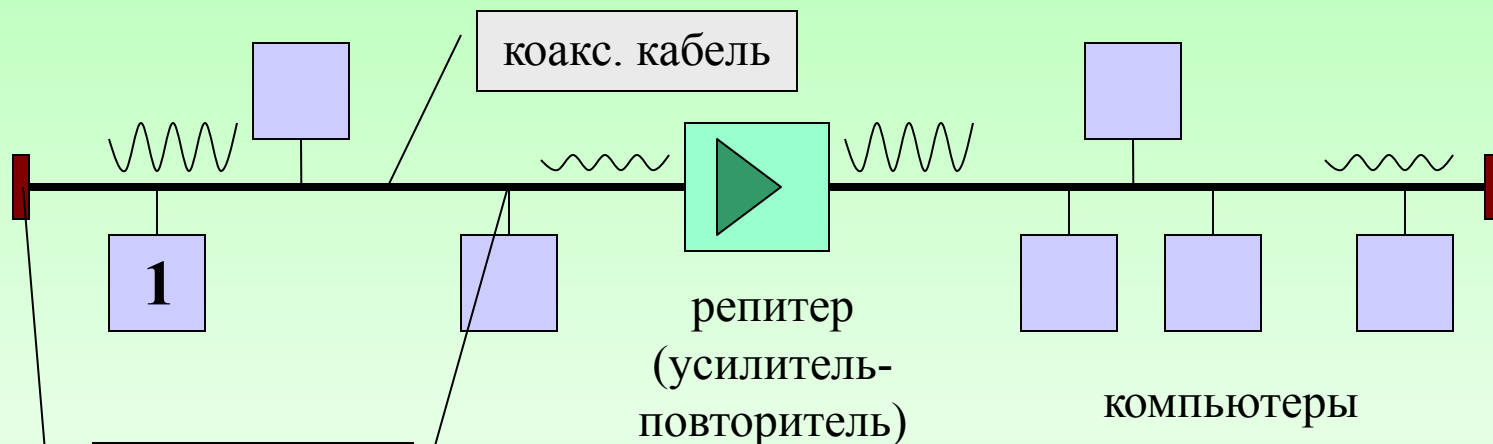 коакс. кабель
1
репитер
(усилитель-
повторитель)
компьютеры